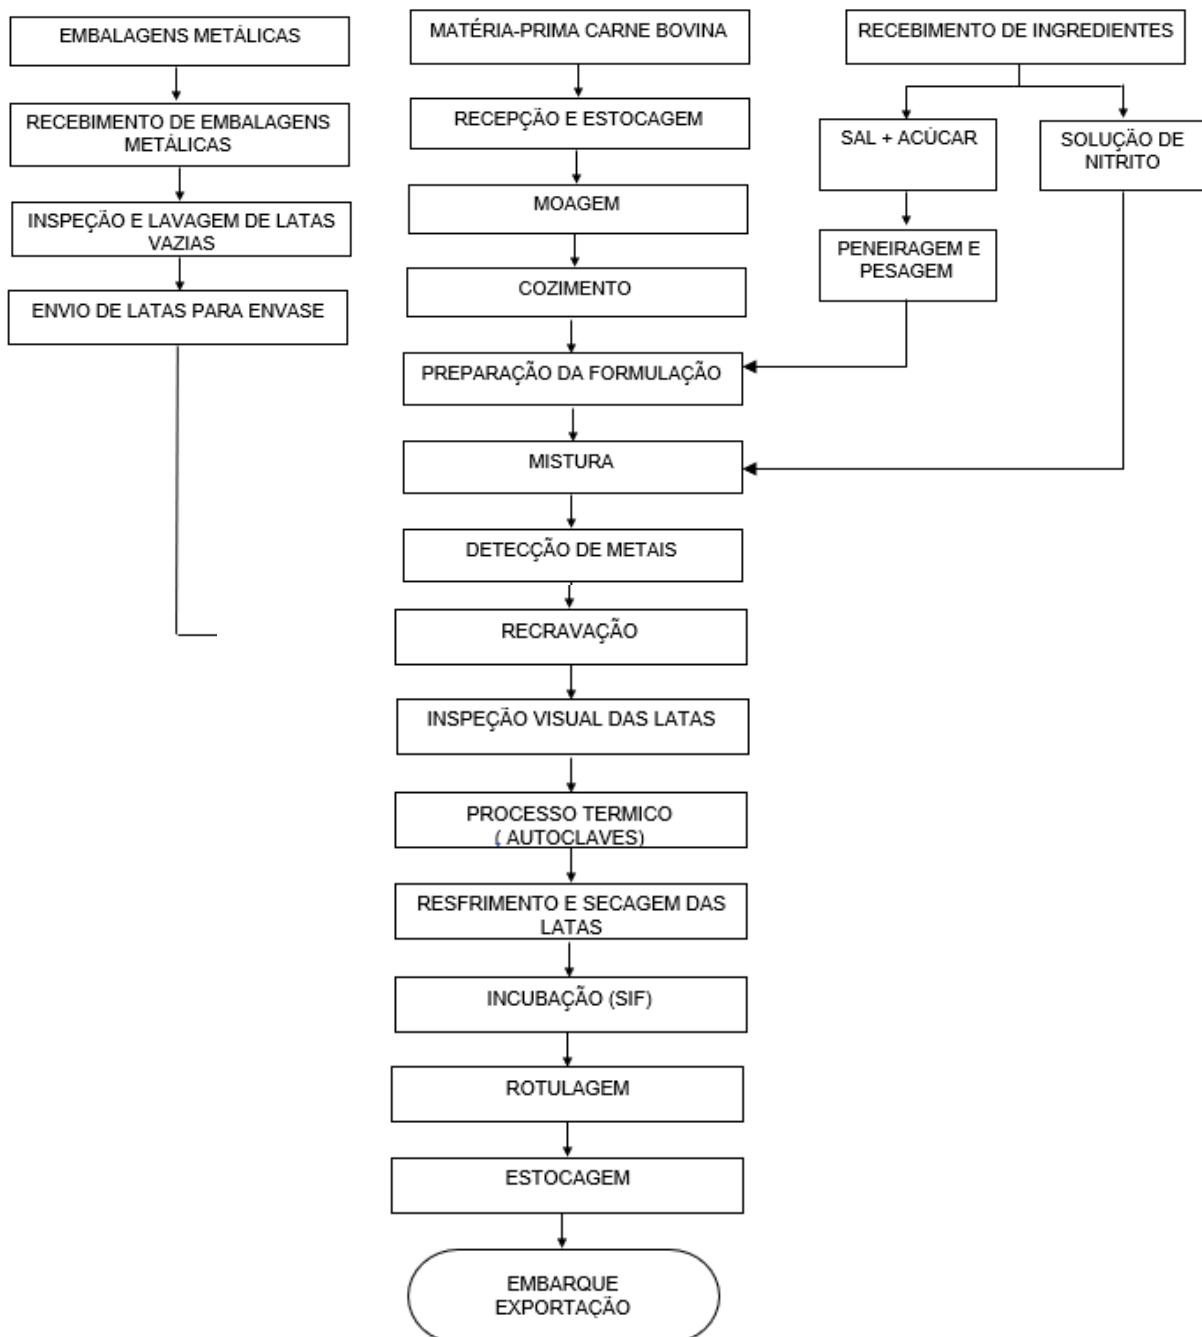 EMBALAGENS METÁLICAS
RECEBIMENTO DE EMBALAGENS
METÁLICAS
INSPEÇÃO E LAVAGEM DE LATAS
VAZIAS
ENVIO DE LATAS PARA ENVASE
MATÉRIA-PRIMA CARNE BOVINA
RECEPÇÃO E ESTOCAGEM
MOAGEM
COZIMENTO
PREPARAÇÃO DA FORMULAÇÃO
MISTURA
DETECÇÃO DE METAIS
RECRAVAÇÃO
INSPEÇÃO VISUAL DAS LATAS
PROCESSO TERMICO
( AUTOCLAVES)
RESFRIMENTO E SECAGEM DAS
LATAS
INCUBAÇÃO (SIF)
ROTULAGEM
ESTOCAGEM
EMBARQUE
EXPORTAÇÃO
RECEBIMENTO DE INGREDIENTES
SAL + AÇÚCAR
PENEIRAGEM E
PESAGEM
SOLUÇÃO DE
NITRITO